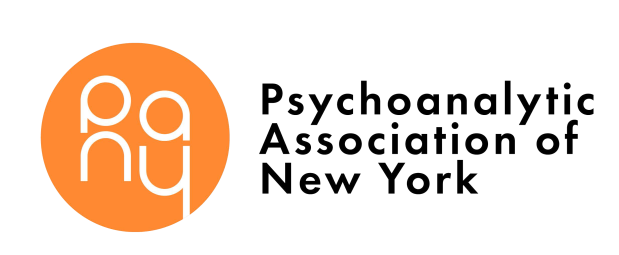 pa
ny
Psychoanalytic
Association of
New York